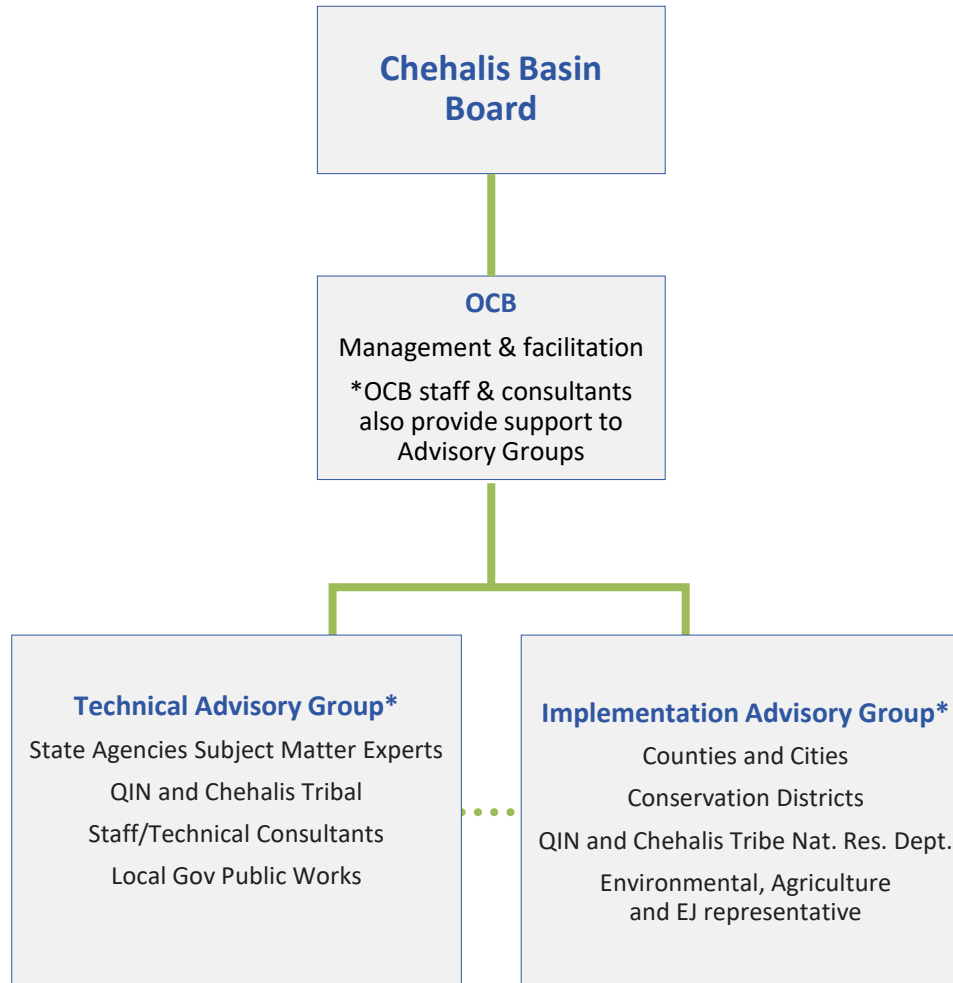 Chehalis Basin
Board
OCB
Management & facilitation
*OCB staff & consultants
also provide support to
Advisory Groups
Technical Advisory Group*
State Agencies Subject Matter Experts
QIN and Chehalis Tribal
Staff/Technical Consultants
Local Gov Public Works
Implementation Advisory Group*
Counties and Cities
Conservation Districts
QIN and Chehalis Tribe Nat. Res. Dept.
Environmental, Agriculture
and EJ representative